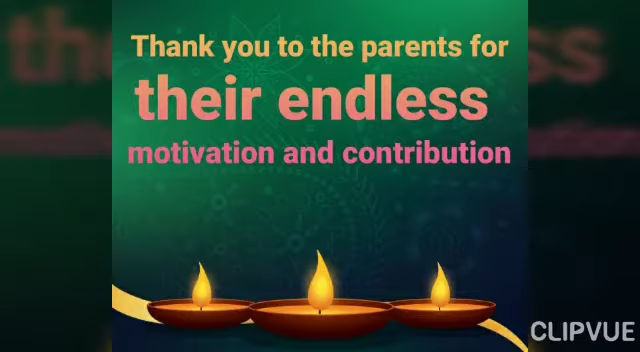 Thank you to the parents for
their endless
motivation and contribution
CLIPVUE